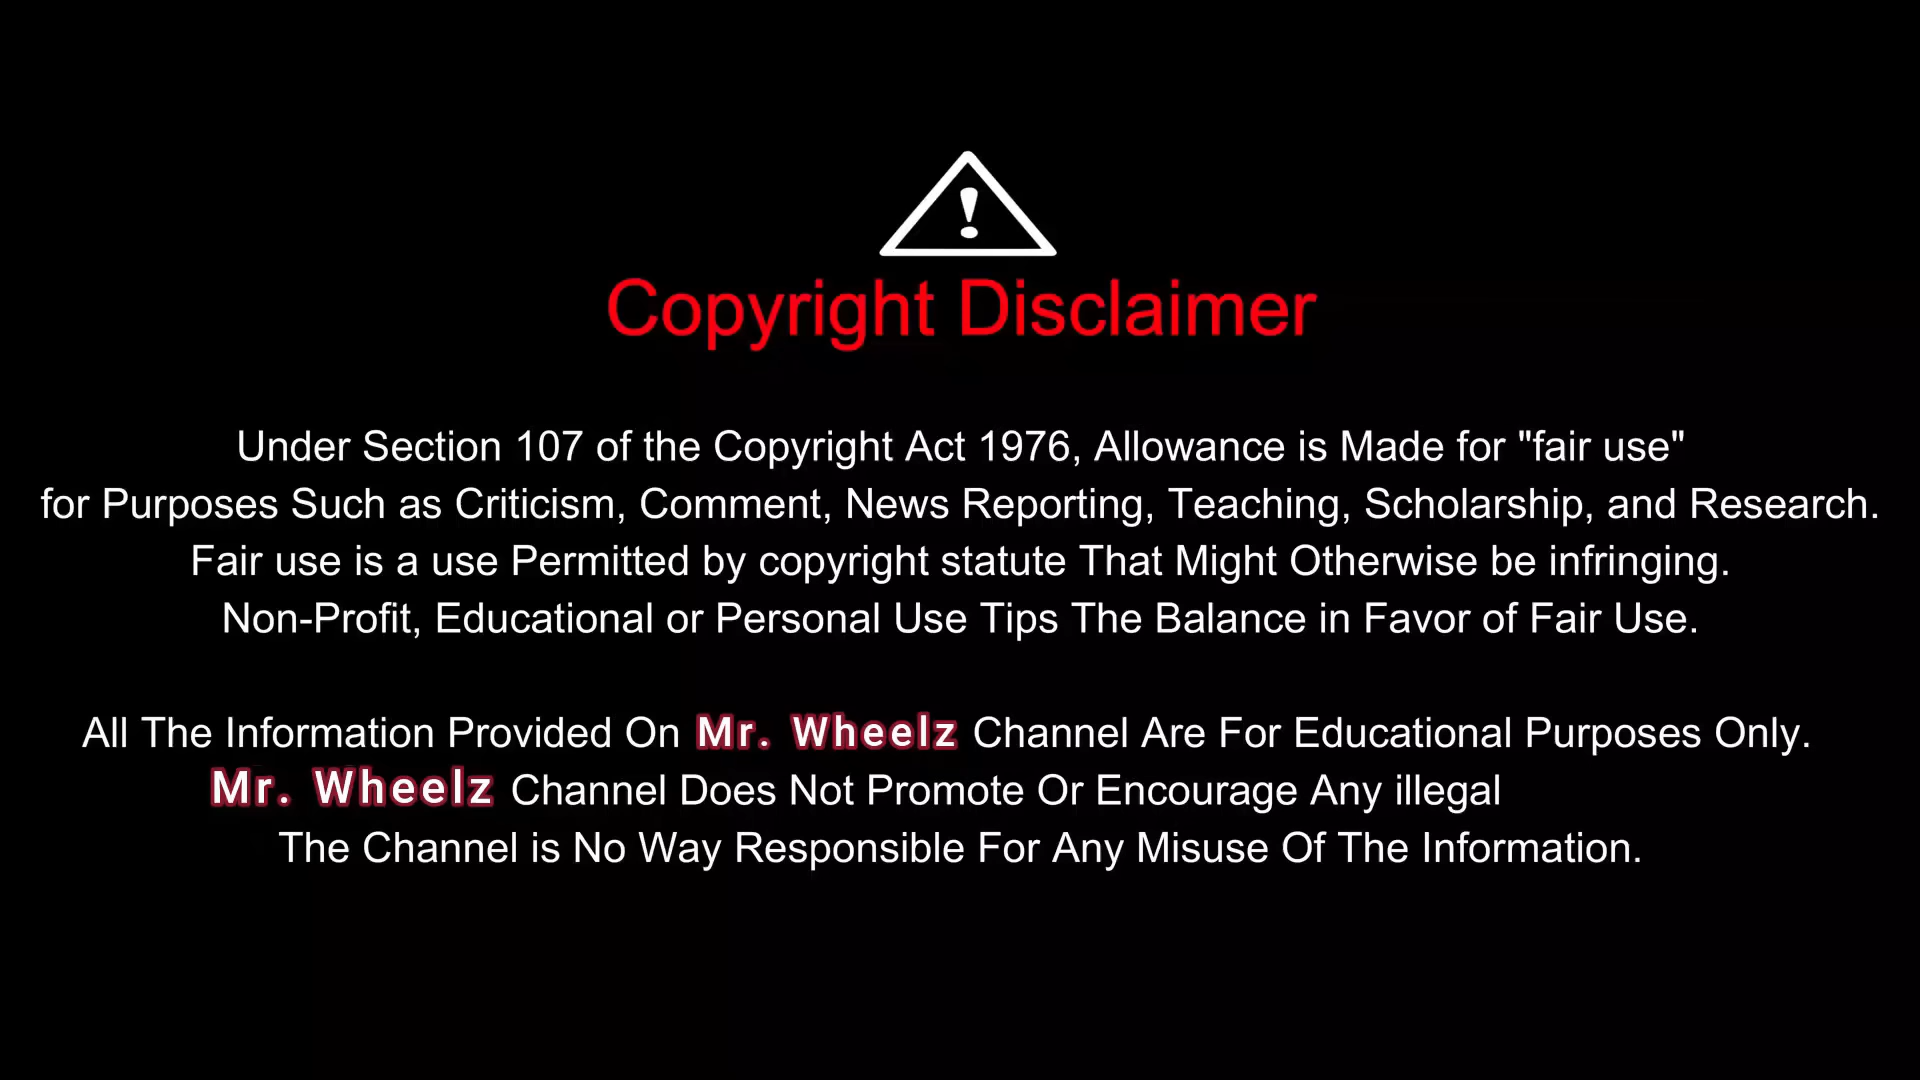 !
Copyright Disclaimer
Under Section 107 of the Copyright Act 1976, Allowance is Made for "fair use"
for Purposes Such as Criticism, Comment, News Reporting, Teaching, Scholarship, and Research.
Fair use is a use Permitted by copyright statute That Might Otherwise be infringing.
Non-Profit, Educational or Personal Use Tips The Balance in Favor of Fair Use.
All The Information Provided On Mr. Wheelz Channel Are For Educational Purposes Only.
Mr. Wheelz Channel Does Not Promote Or Encourage Any illegal
The Channel is No Way Responsible For Any Misuse Of The Information.